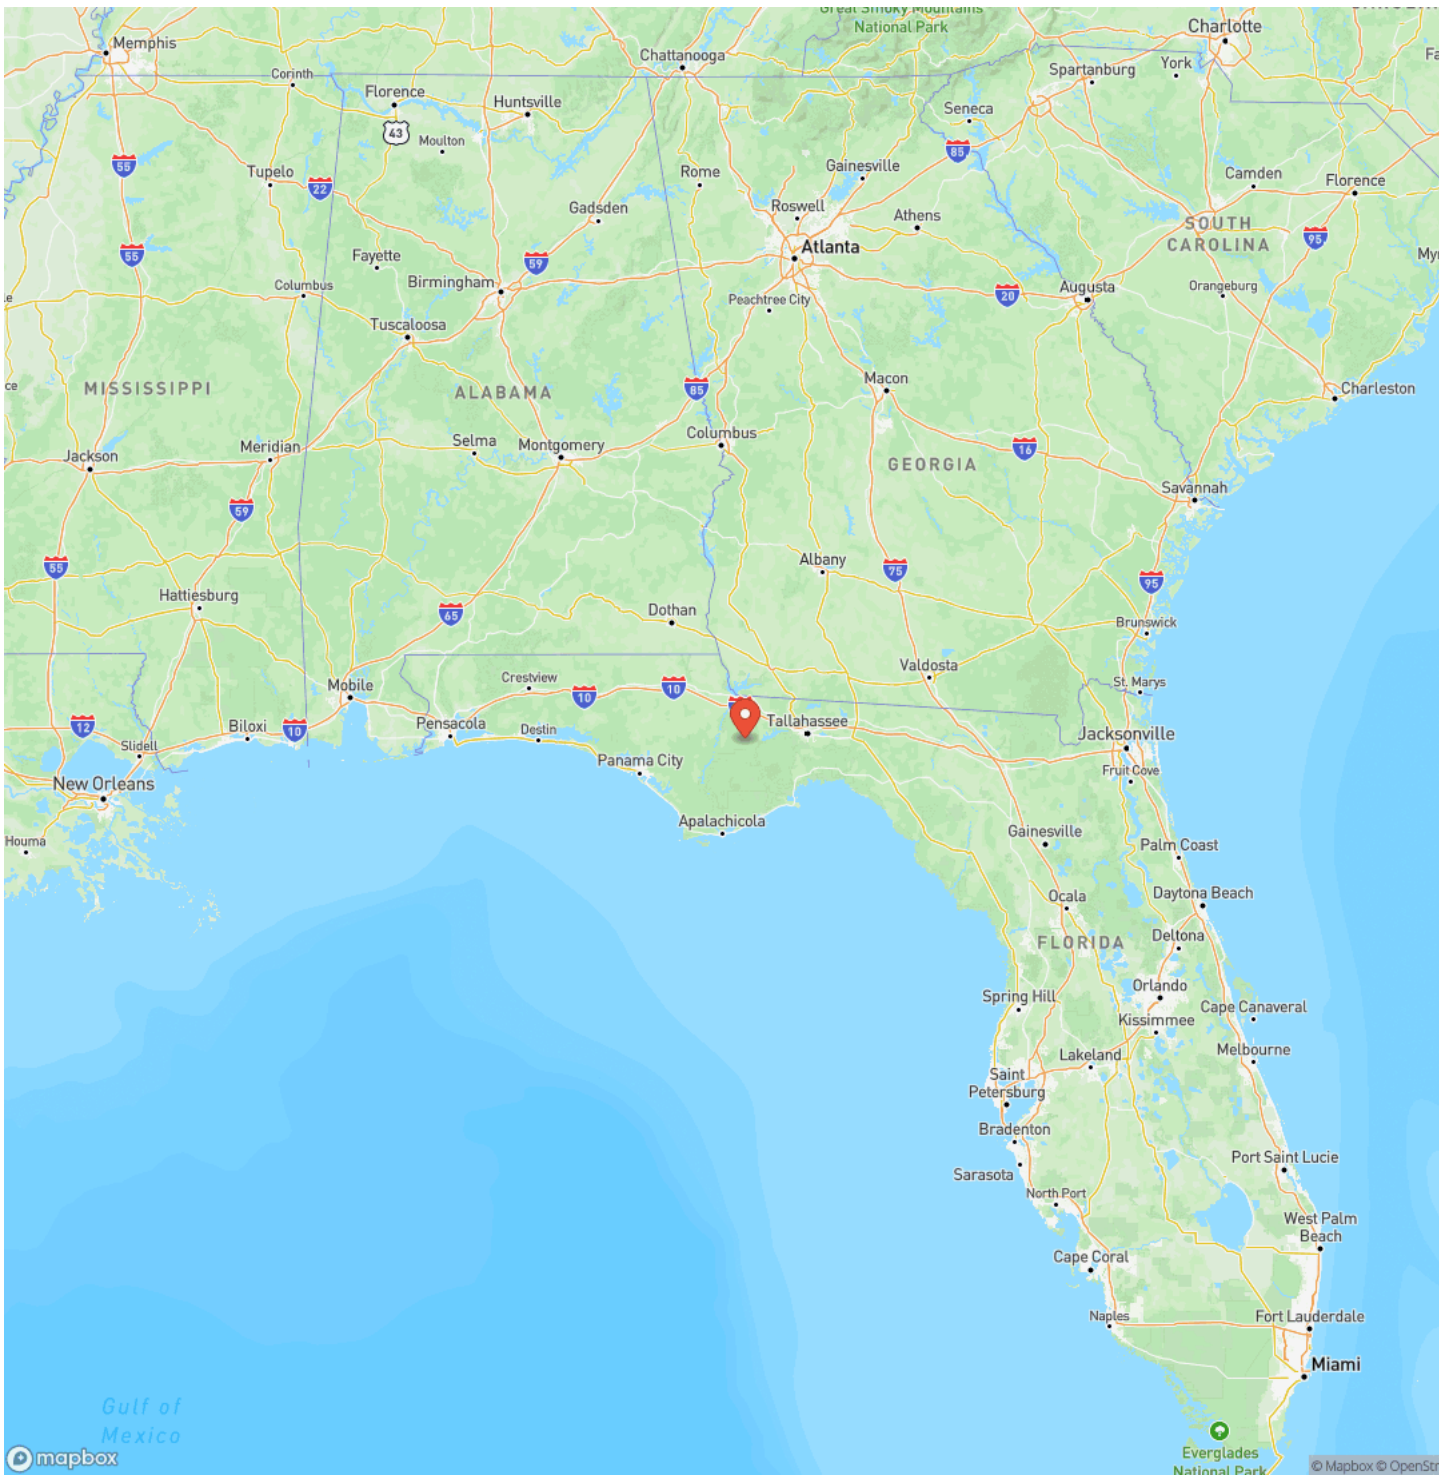 Great Smoky Mountains
National Park
Charlotte
Memphis
Chattanooga
York
Spartanburg
Corinth
Florence
Huntsville
Seneca
43
Moulton
85
55
Gainesville
Tupelo
Rome
Camden
Florence
22
Roswell
Gadsden
Athens
SOUTH
CAROLINA
95
55
Fayette
59
Atlanta
Birmingham
Columbus
Peachtree City
20
Augusta
Orangeburg
Tuscaloosa
MISSISSIPPI
ALABAMA
85
Macon
Charleston
Columbus
Meridian
Selma
Montgomery
Jackson
GEORGIA
16
Savannah
59
55
Albany
75
95
Hattiesburg
65
Dothan
Brunswick
Valdosta
Mobile
Crestview
10
10
St. Marys
12
Biloxi
10
Pensacola
Destin
Tallahassee
Jacksonville
Slidell
Panama City
Fruit Cove
New Orleans
Apalachicola
Gainesville
Houma
Palm Coast
Ocala
Daytona Beach
FLORIDA
Deltona
Orlando
Spring Hill
Cape Canaveral
Kissimmee
Lakeland
Melbourne
Saint
Petersburg
Bradenton
Port Saint Lucie
Sarasota
North Port
West Palm
Beach
Cape Coral
Naples
Fort Lauderdale
Miami
Gulf of
Mexico
Everglades
National Park
mapbox
© Mapbox © OpenStr